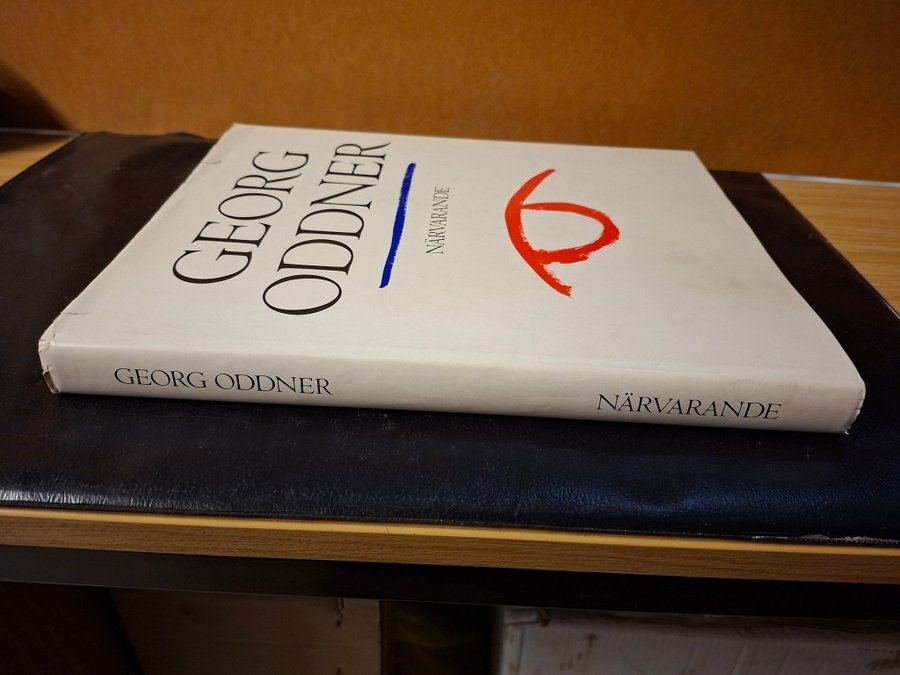 GEORG
ODDNER
NÄRVARANDE
GEORG ODDNER
NÄRVARANDE